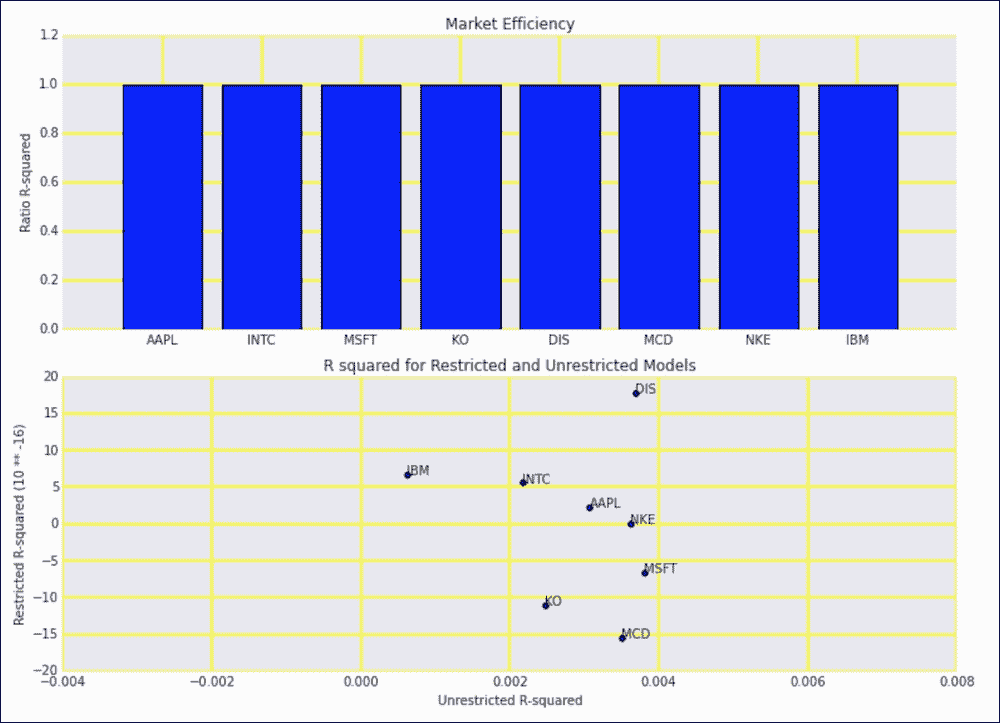 Market Efficiency
1.2
1.0
0.8
0.6
0.4
0.2
0.0
Ratio R-squared
AAPL INTC MSFT KO DIS MCD NKE IBM
R squared for Restricted and Unrestricted Models
20
15
10
5
0
−5
−10
−15
−20
Restricted R-squared (10 ** -16)
DIS
IBM
INTC
AAPL
NKE
MSFT
KO
MCD
−0.004 −0.002 0.000 0.002 0.004 0.006 0.008
Unrestricted R-squared